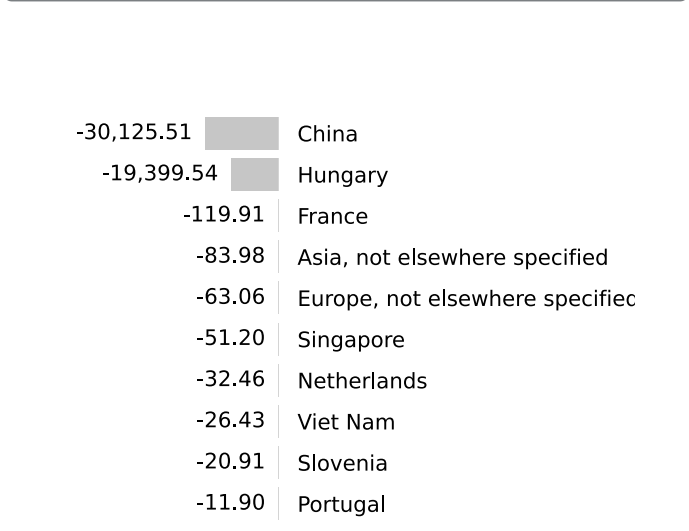 -30,125.51 China
-19,399.54 Hungary
-119.91 France
-83.98 Asia, not elsewhere specified
-63.06 Europe, not elsewhere specified
-51.20 Singapore
-32.46 Netherlands
-26.43 Viet Nam
-20.91 Slovenia
-11.90 Portugal